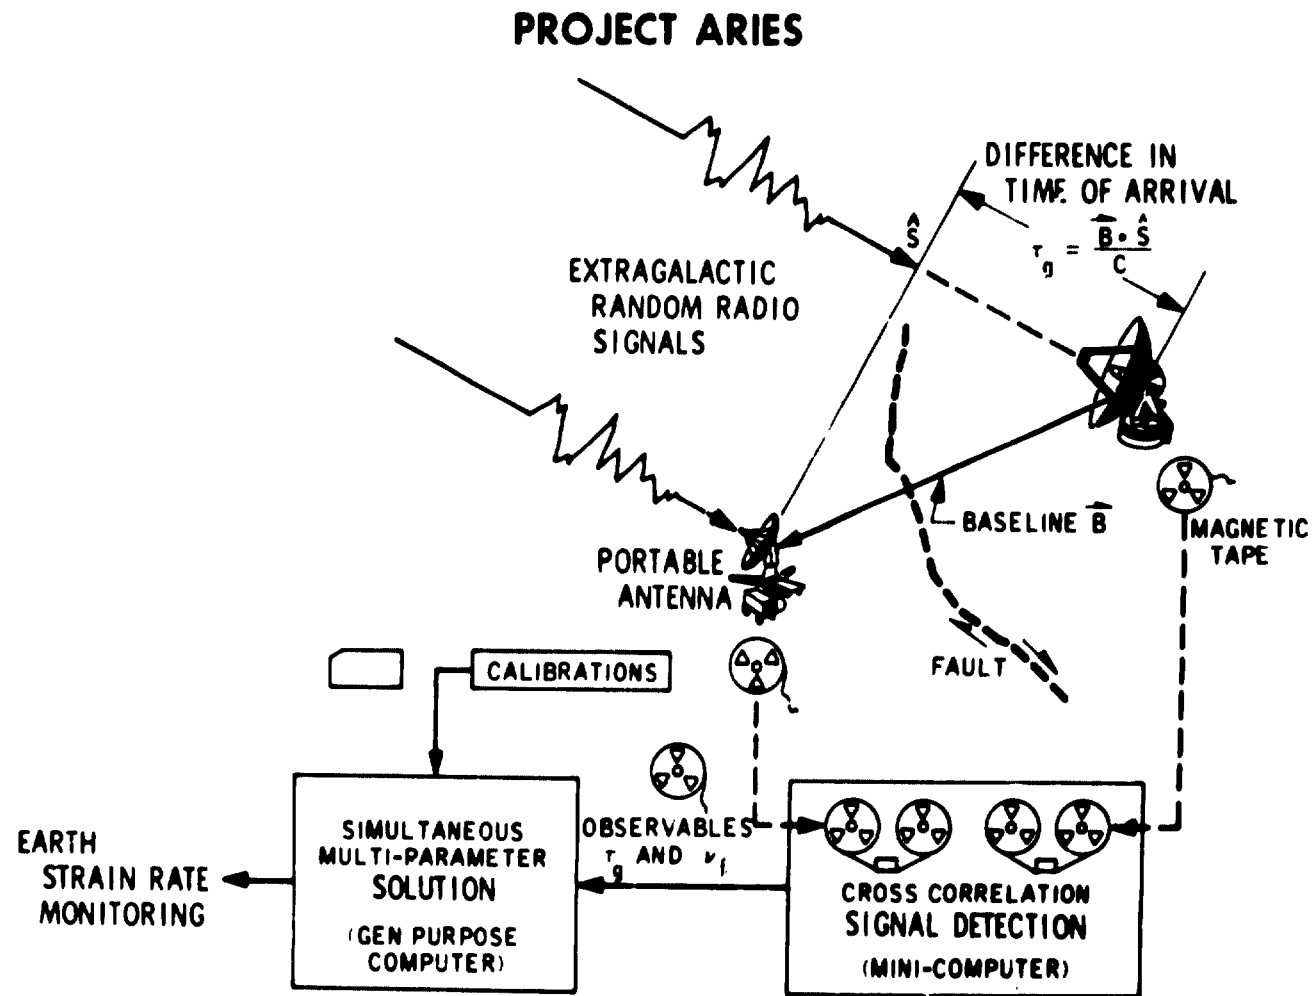 PROJECT ARIES
DIFFERENCE IN
TIME OF ARRIVAL
τg = B⃗ • Ŝ / C
Ŝ
EXTRAGALACTIC
RANDOM RADIO
SIGNALS
BASELINE B⃗
MAGNETIC
TAPE
PORTABLE
ANTENNA
FAULT
CALIBRATIONS
OBSERVABLES
τg AND νf
SIMULTANEOUS
MULTI-PARAMETER
SOLUTION
(GEN PURPOSE
COMPUTER)
EARTH
STRAIN RATE
MONITORING
CROSS CORRELATION
SIGNAL DETECTION
(MINI-COMPUTER)